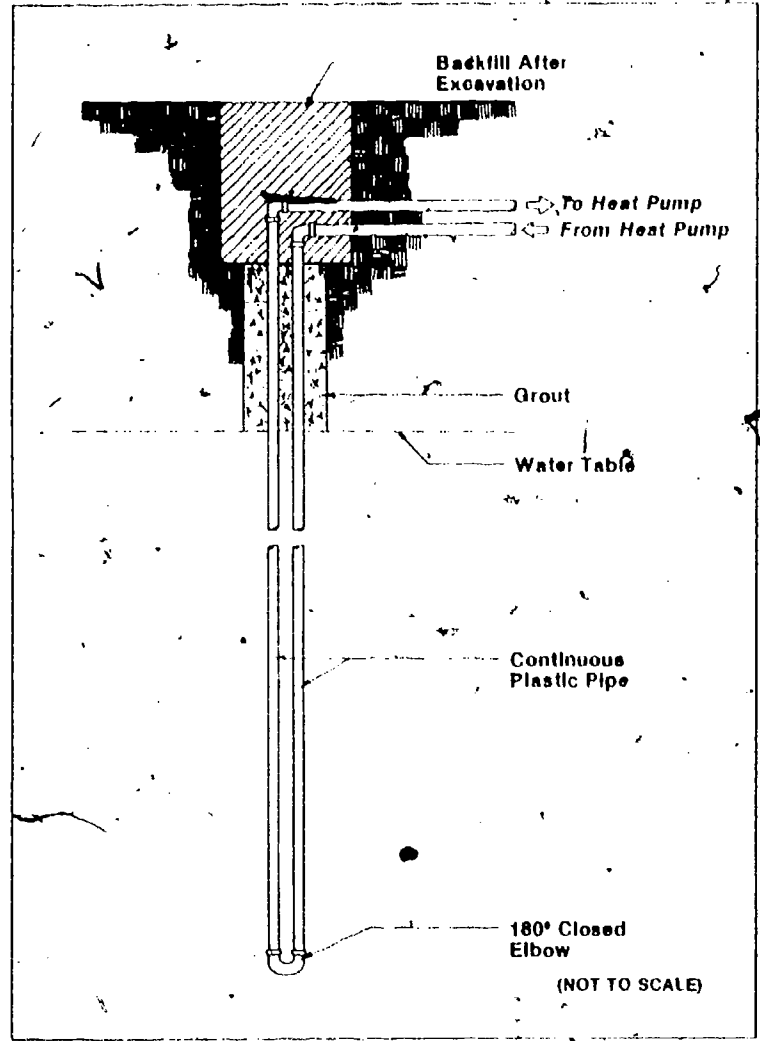 Backfill After
Excavation
To Heat Pump
From Heat Pump
Grout
Water Table
Continuous
Plastic Pipe
180° Closed
Elbow
(NOT TO SCALE)